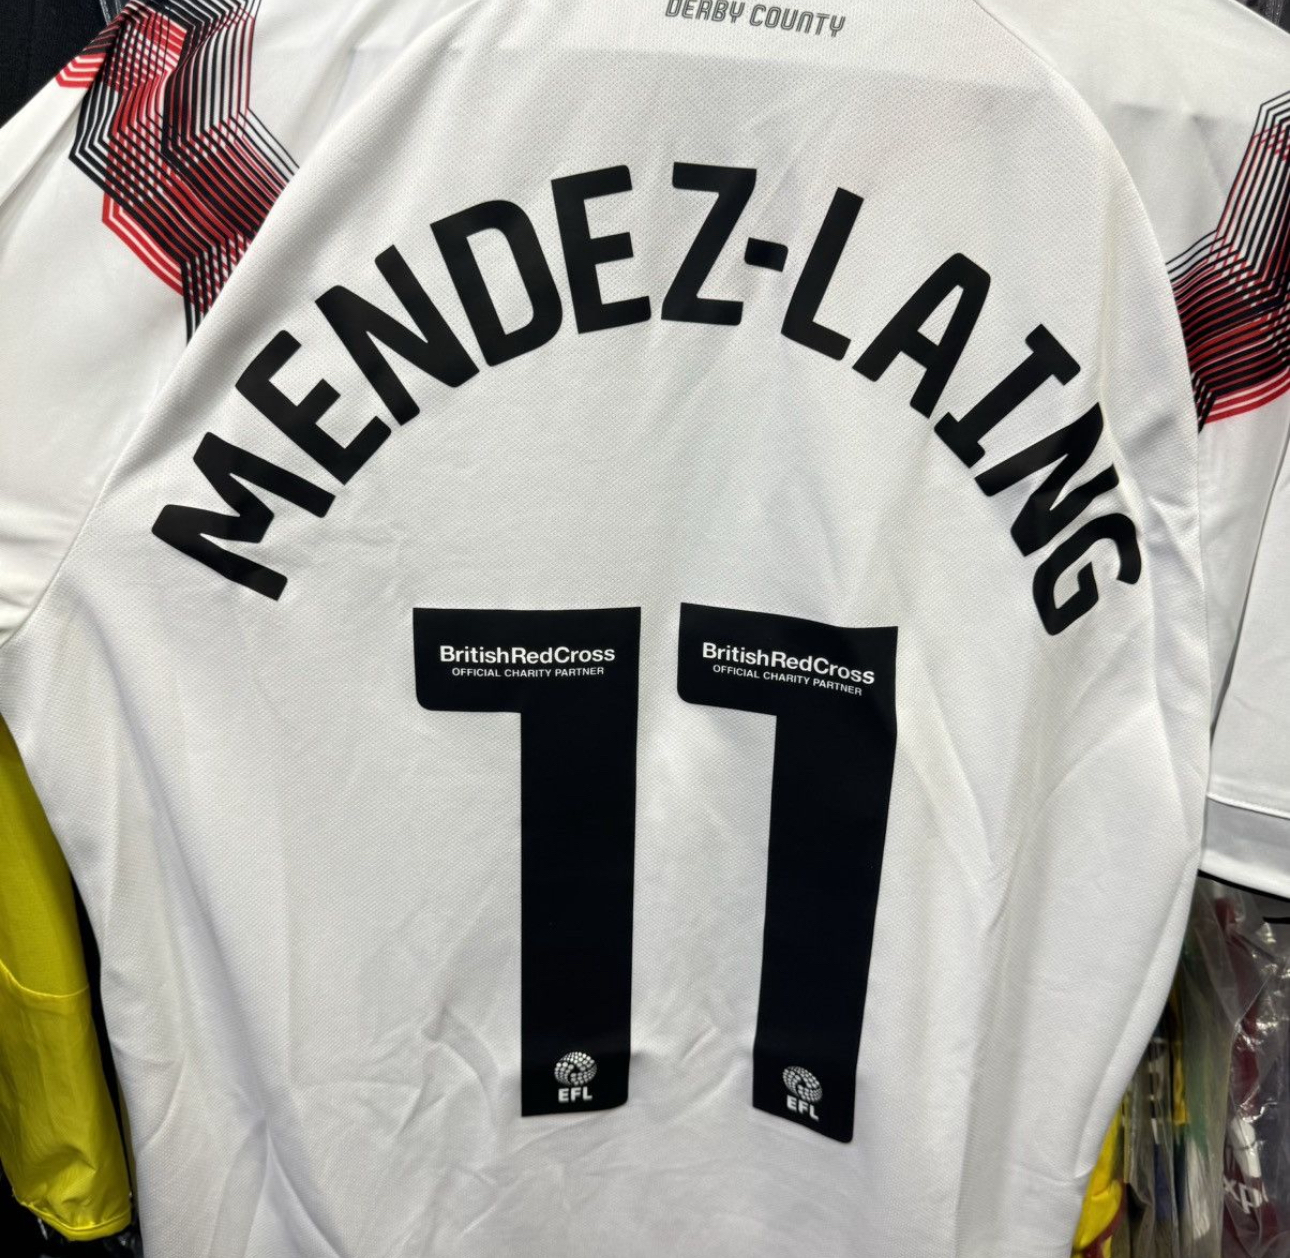 DERBY COUNTY
MENDEZ-LAING
11
BritishRedCross
OFFICIAL CHARITY PARTNER
BritishRedCross
OFFICIAL CHARITY PARTNER
EFL
EFL